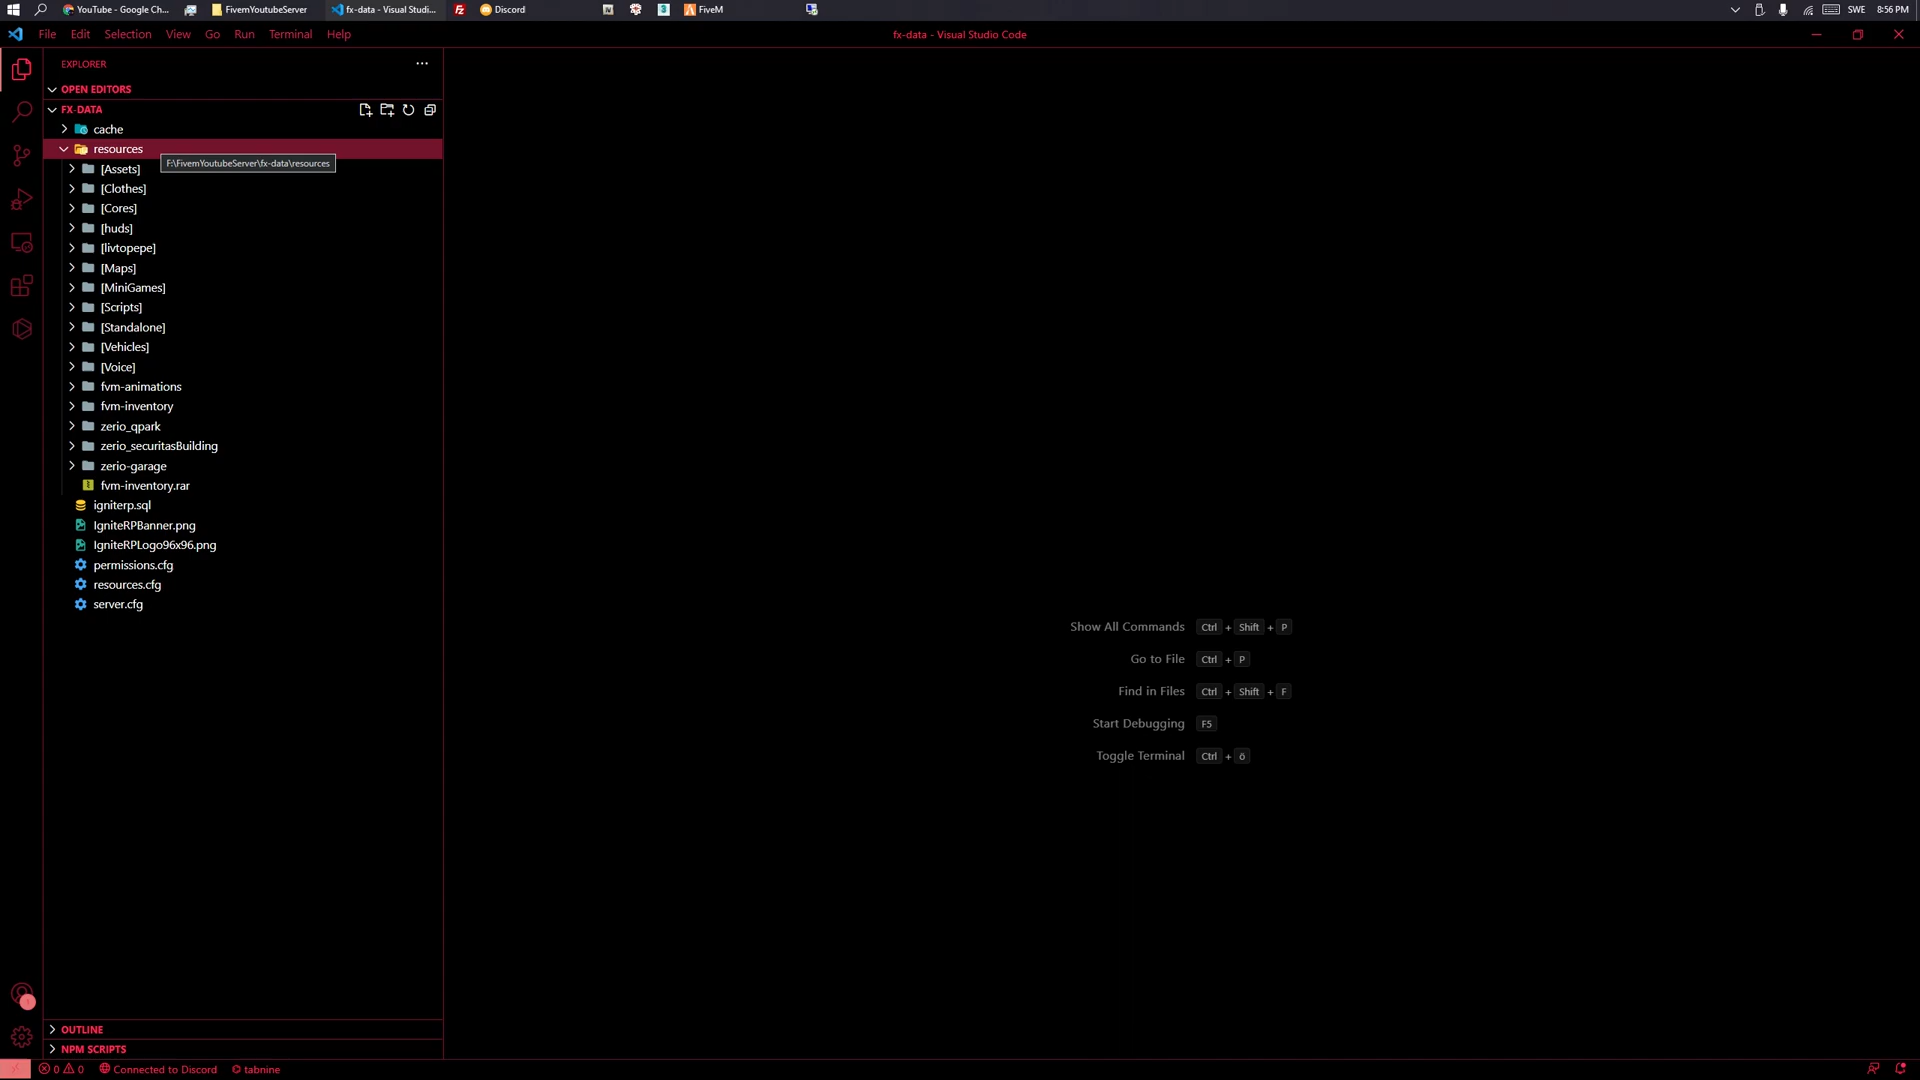 YouTube - Google Ch...
FivemYoutubeServer
fx-data - Visual Studi...
Discord
FiveM
SWE
8:56 PM
File
Edit
Selection
View
Go
Run
Terminal
Help
fx-data - Visual Studio Code
EXPLORER
OPEN EDITORS
FX-DATA
cache
resources
F:\FivemYoutubeServer\fx-data\resources
[Assets]
[Clothes]
[Cores]
[huds]
[livtopepe]
[Maps]
[MiniGames]
[Scripts]
[Standalone]
[Vehicles]
[Voice]
fvm-animations
fvm-inventory
zerio_qpark
zerio_securitasBuilding
zerio-garage
fvm-inventory.rar
igniterp.sql
IgniteRPBanner.png
IgniteRPLogo96x96.png
permissions.cfg
resources.cfg
server.cfg
Show All Commands Ctrl + Shift + P
Go to File Ctrl + P
Find in Files Ctrl + Shift + F
Start Debugging F5
Toggle Terminal Ctrl + ö
OUTLINE
NPM SCRIPTS
0 0 Connected to Discord tabnine